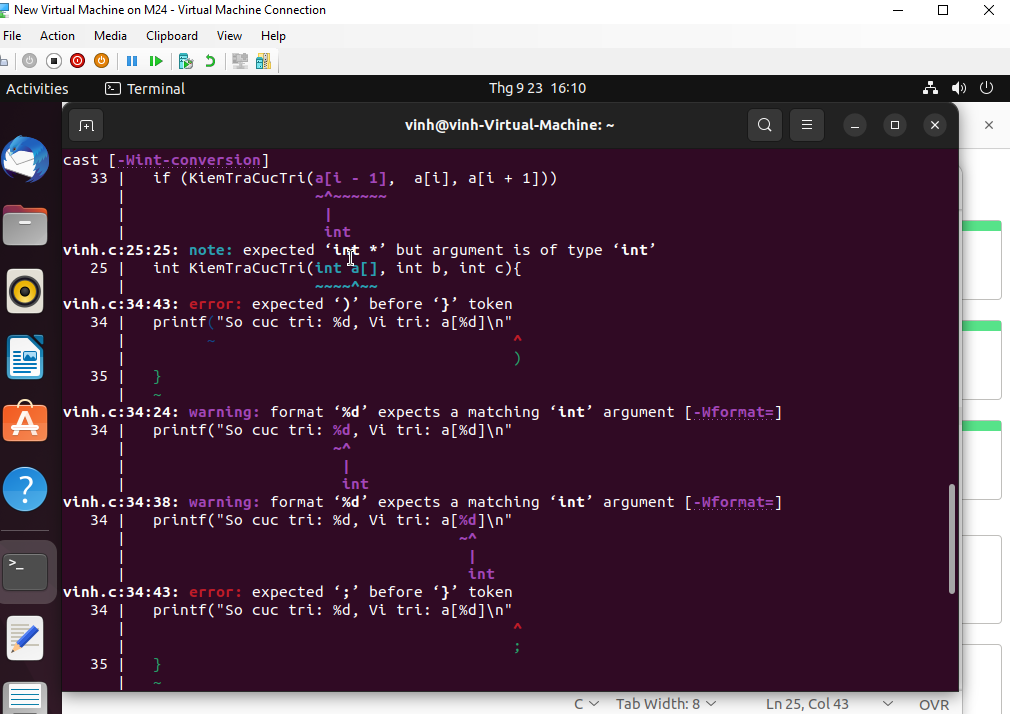 New Virtual Machine on M24 - Virtual Machine Connection
File Action Media Clipboard View Help
Activities Terminal Thg 9 23 16:10
vinh@vinh-Virtual-Machine: ~
cast [-Wint-conversion]
33 | if (KiemTraCucTri(a[i - 1],  a[i], a[i + 1]))
| ~^~~~~~~
| |
| int
vinh.c:25:25: note: expected ‘int *’ but argument is of type ‘int’
25 | int KiemTraCucTri(int a[], int b, int c){
| ~~~~^~~
vinh.c:34:43: error: expected ‘)’ before ‘}’ token
34 | printf("So cuc tri: %d, Vi tri: a[%d]\n"
| ~ ^
| )
35 | }
| ~
vinh.c:34:24: warning: format ‘%d’ expects a matching ‘int’ argument [-Wformat=]
34 | printf("So cuc tri: %d, Vi tri: a[%d]\n"
| ~^
| |
| int
vinh.c:34:38: warning: format ‘%d’ expects a matching ‘int’ argument [-Wformat=]
34 | printf("So cuc tri: %d, Vi tri: a[%d]\n"
| ~^
| |
| int
vinh.c:34:43: error: expected ‘;’ before ‘}’ token
34 | printf("So cuc tri: %d, Vi tri: a[%d]\n"
| ^
| ;
35 | }
| ~
C Tab Width: 8 Ln 25, Col 43 OVR